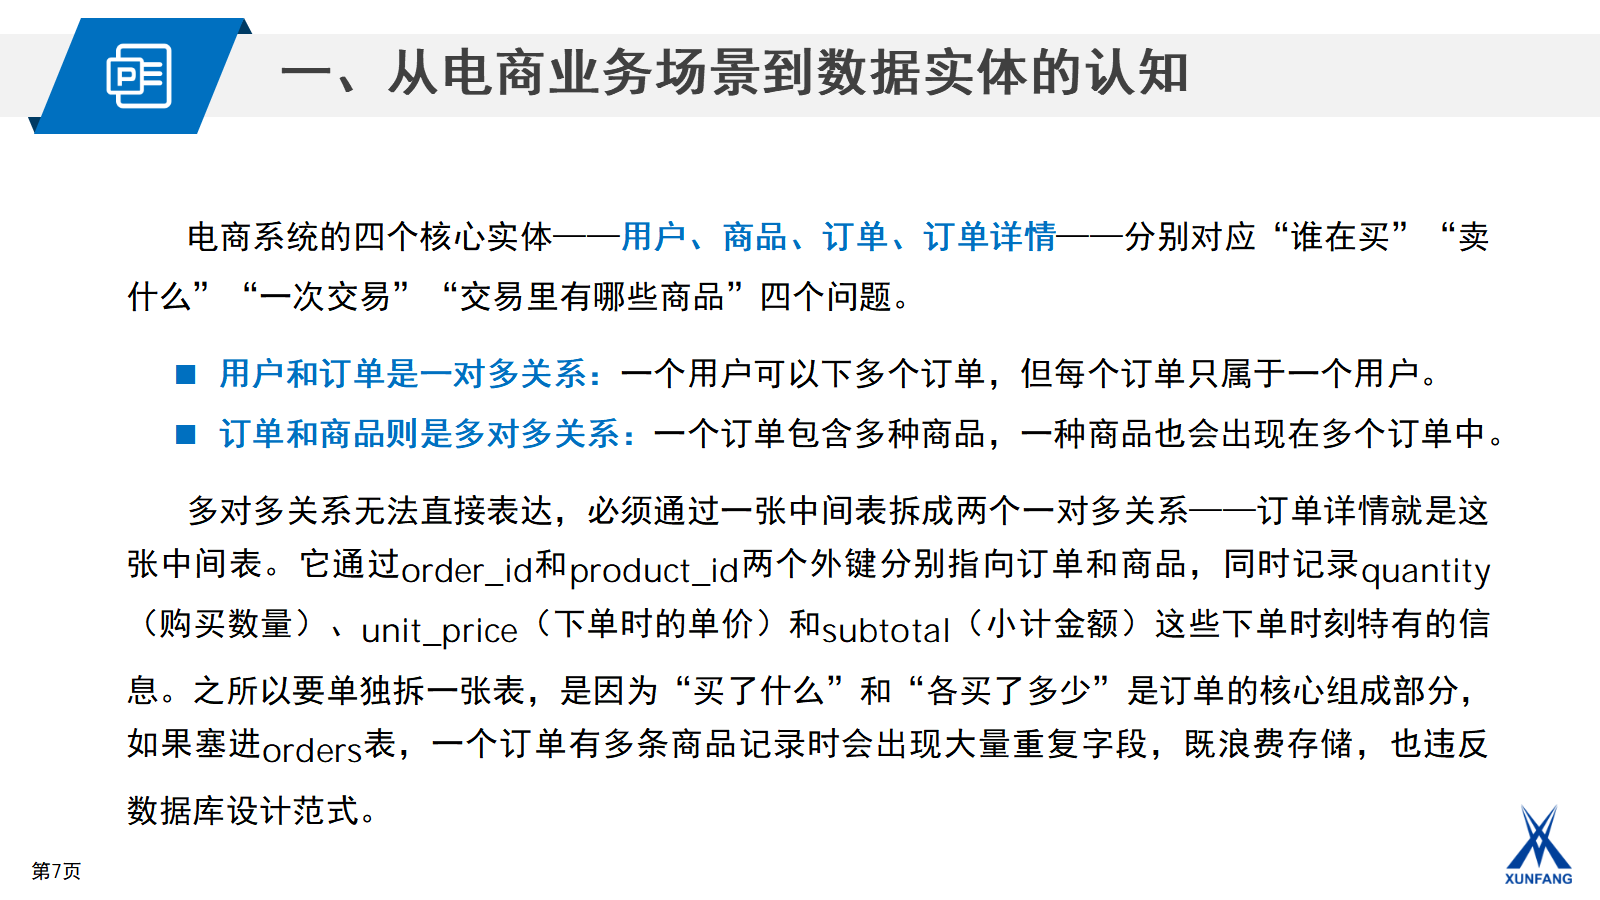 一、从电商业务场景到数据实体的认知
电商系统的四个核心实体——用户、商品、订单、订单详情——分别对应“谁在买”“卖
什么”“一次交易”“交易里有哪些商品”四个问题。
■ 用户和订单是一对多关系：一个用户可以下多个订单，但每个订单只属于一个用户。
■ 订单和商品则是多对多关系：一个订单包含多种商品，一种商品也会出现在多个订单中。
多对多关系无法直接表达，必须通过一张中间表拆成两个一对多关系——订单详情就是这
张中间表。它通过order_id和product_id两个外键分别指向订单和商品，同时记录quantity
（购买数量）、unit_price（下单时的单价）和subtotal（小计金额）这些下单时刻特有的信
息。之所以要单独拆一张表，是因为“买了什么”和“各买了多少”是订单的核心组成部分，
如果塞进orders表，一个订单有多条商品记录时会出现大量重复字段，既浪费存储，也违反
数据库设计范式。
第7页
XUNFANG